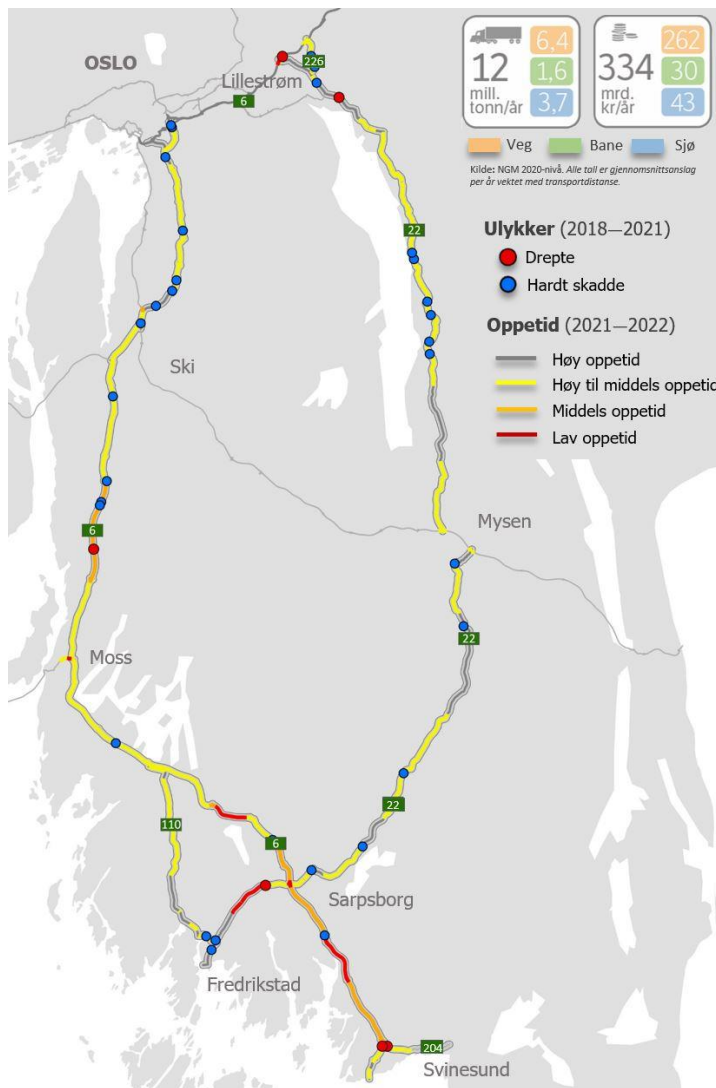 6,4
12
1,6
mill.
tonn/år
3,7
262
334
30
mrd.
kr/år
43
Veg
Bane
Sjø
Kilde: NGM 2020-nivå. Alle tall er gjennomsnittsanslag
per år vektet med transportdistanse.
Ulykker (2018—2021)
Drepte
Hardt skadde
Oppetid (2021—2022)
Høy oppetid
Høy til middels oppetid
Middels oppetid
Lav oppetid
OSLO
226
Lillestrøm
6
22
Ski
Mysen
6
22
Moss
22
110
6
Sarpsborg
Fredrikstad
204
Svinesund